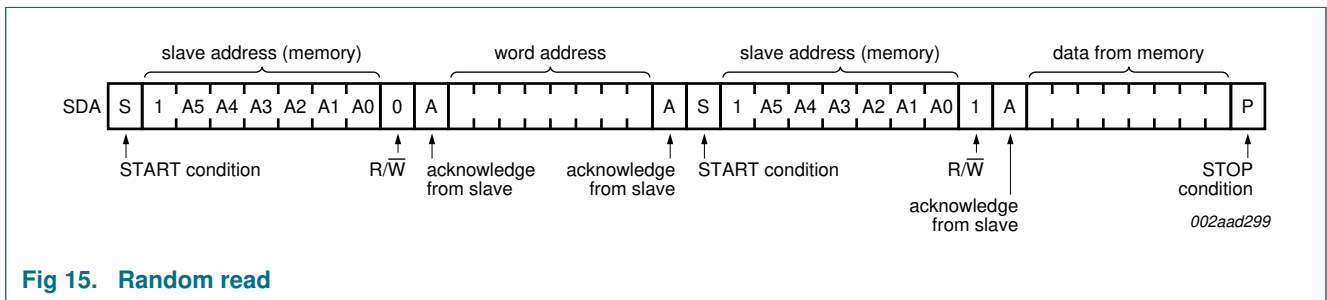 slave address (memory) word address slave address (memory) data from memory
SDA S 1 A5 A4 A3 A2 A1 A0 0 A A S 1 A5 A4 A3 A2 A1 A0 1 A P
START condition R/W̅ acknowledge from slave acknowledge from slave START condition R/W̅ STOP condition
acknowledge from slave
002aad299
Fig 15. Random read